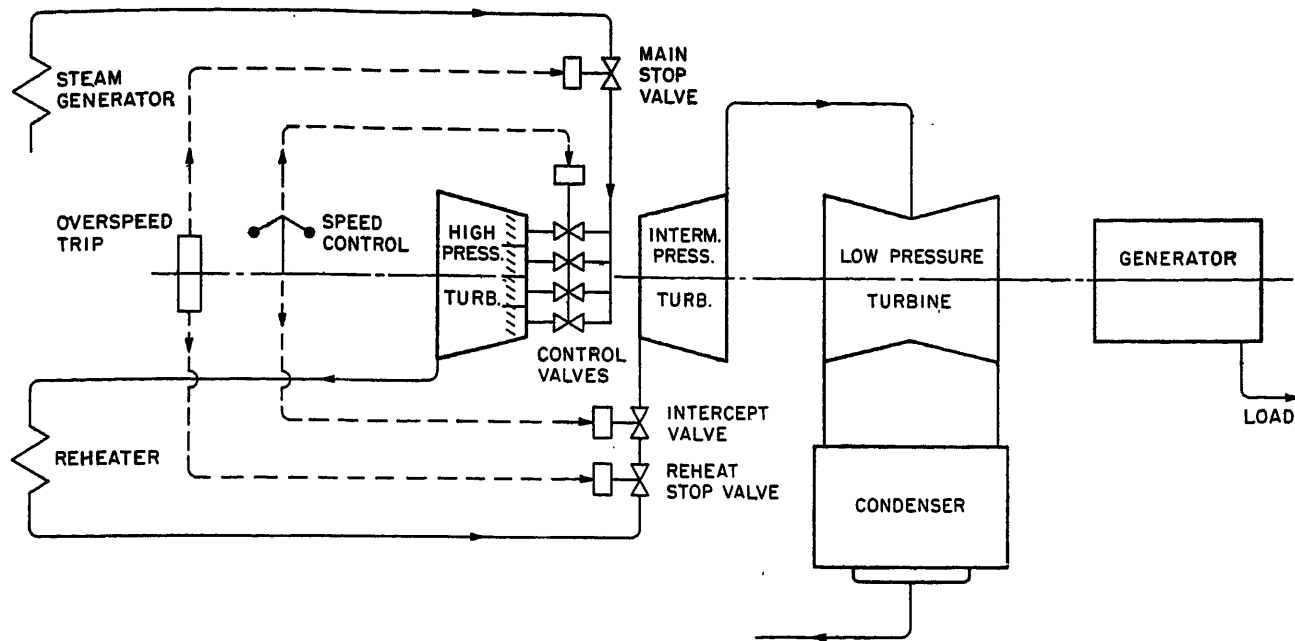 MAIN
STOP
VALVE
STEAM
GENERATOR
OVERSPEED
TRIP
SPEED
CONTROL
HIGH
PRESS.
TURB.
INTERM.
PRESS.
TURB.
LOW PRESSURE
TURBINE
GENERATOR
CONTROL
VALVES
LOAD
INTERCEPT
VALVE
REHEATER
REHEAT
STOP VALVE
CONDENSER